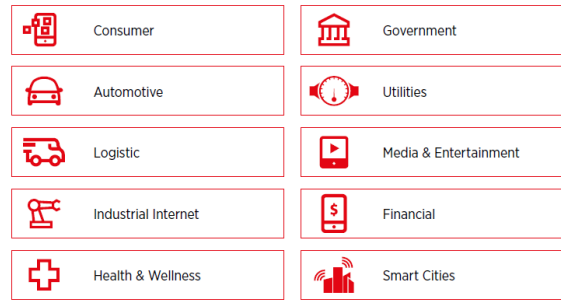 Consumer
Government
Automotive
Utilities
Logistic
Media & Entertainment
Industrial Internet
$
Financial
Health & Wellness
Smart Cities